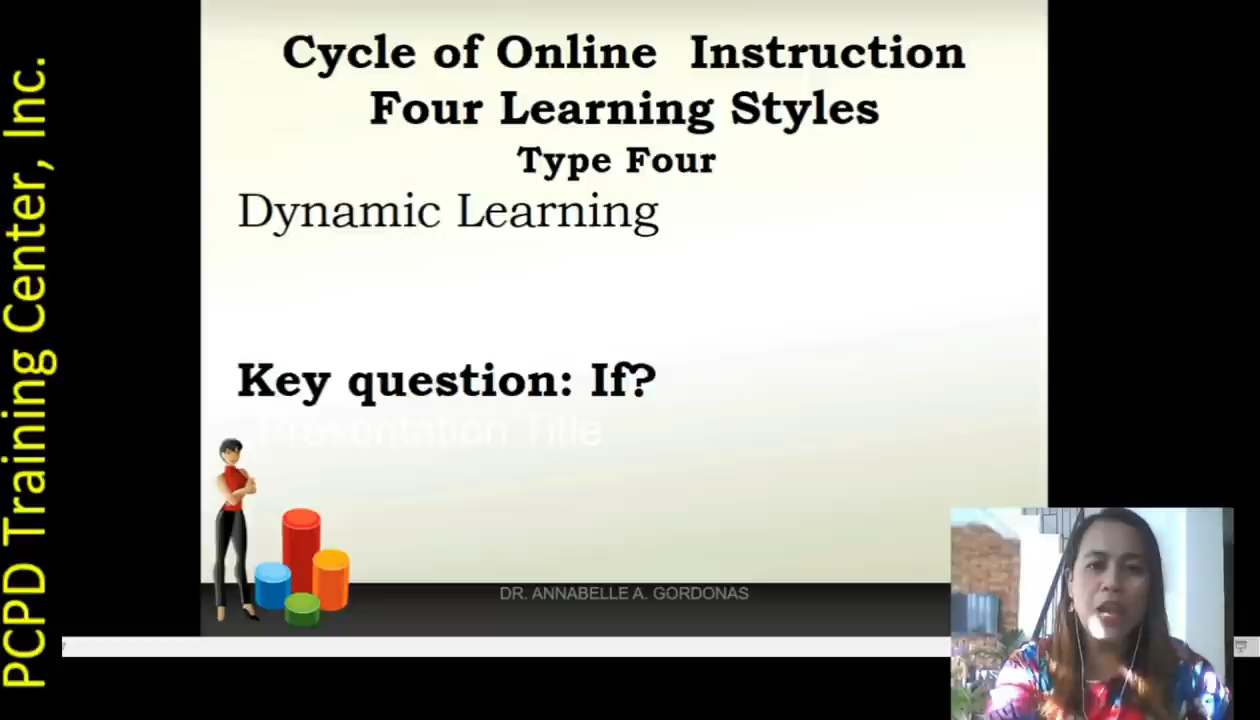 PCPD Training Center, Inc.
Cycle of Online Instruction
Four Learning Styles
Type Four
Dynamic Learning
Key question: If?
Presentation Title
DR. ANNABELLE A. GORDONAS